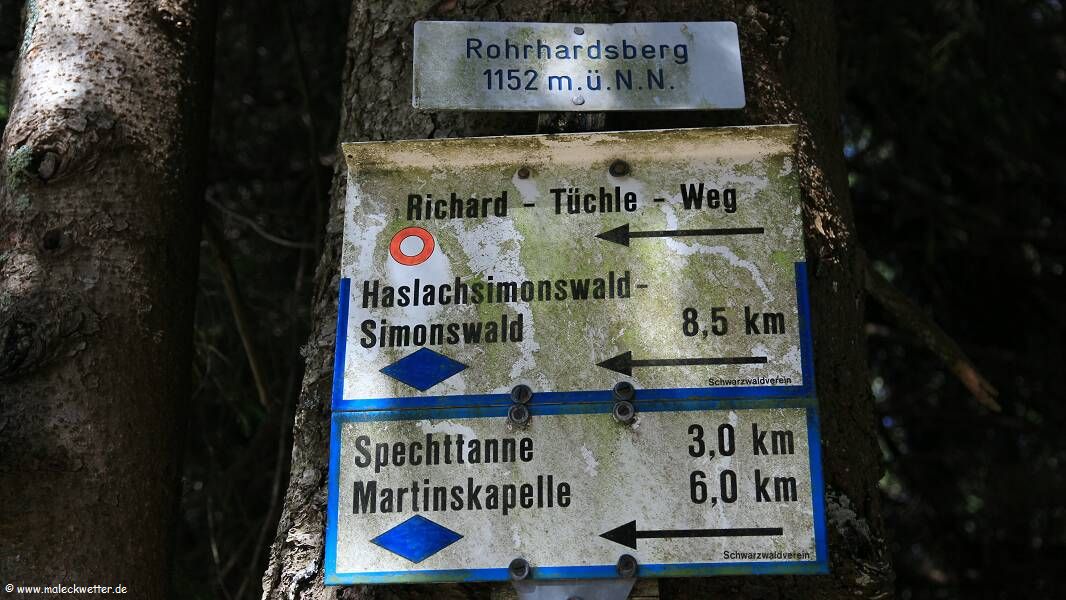 Rohrhardsberg
1152 m.ü.N.N.
Richard - Tüchle - Weg
Haslachsimonswald-
Simonswald 8,5 km
Schwarzwaldverein
Spechttanne 3,0 km
Martinskapelle 6,0 km
Schwarzwaldverein
© www.maleckwetter.de